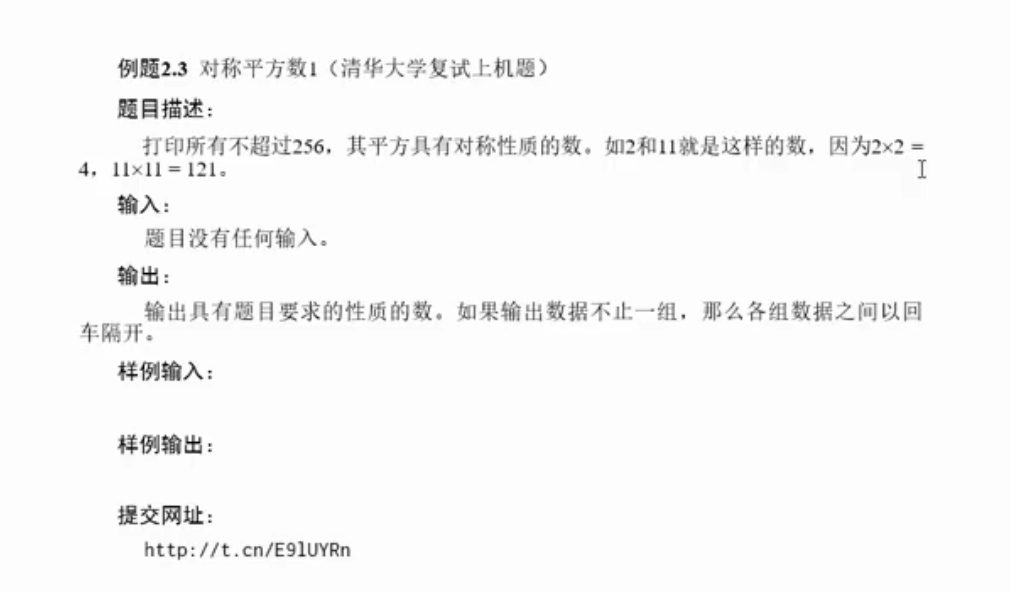 例题2.3 对称平方数1（清华大学复试上机题）
题目描述：
打印所有不超过256，其平方具有对称性质的数。如2和11就是这样的数，因为2×2 =
4，11×11 = 121。
输入：
题目没有任何输入。
输出：
输出具有题目要求的性质的数。如果输出数据不止一组，那么各组数据之间以回
车隔开。
样例输入：
样例输出：
提交网址：
http://t.cn/E9lUYRn